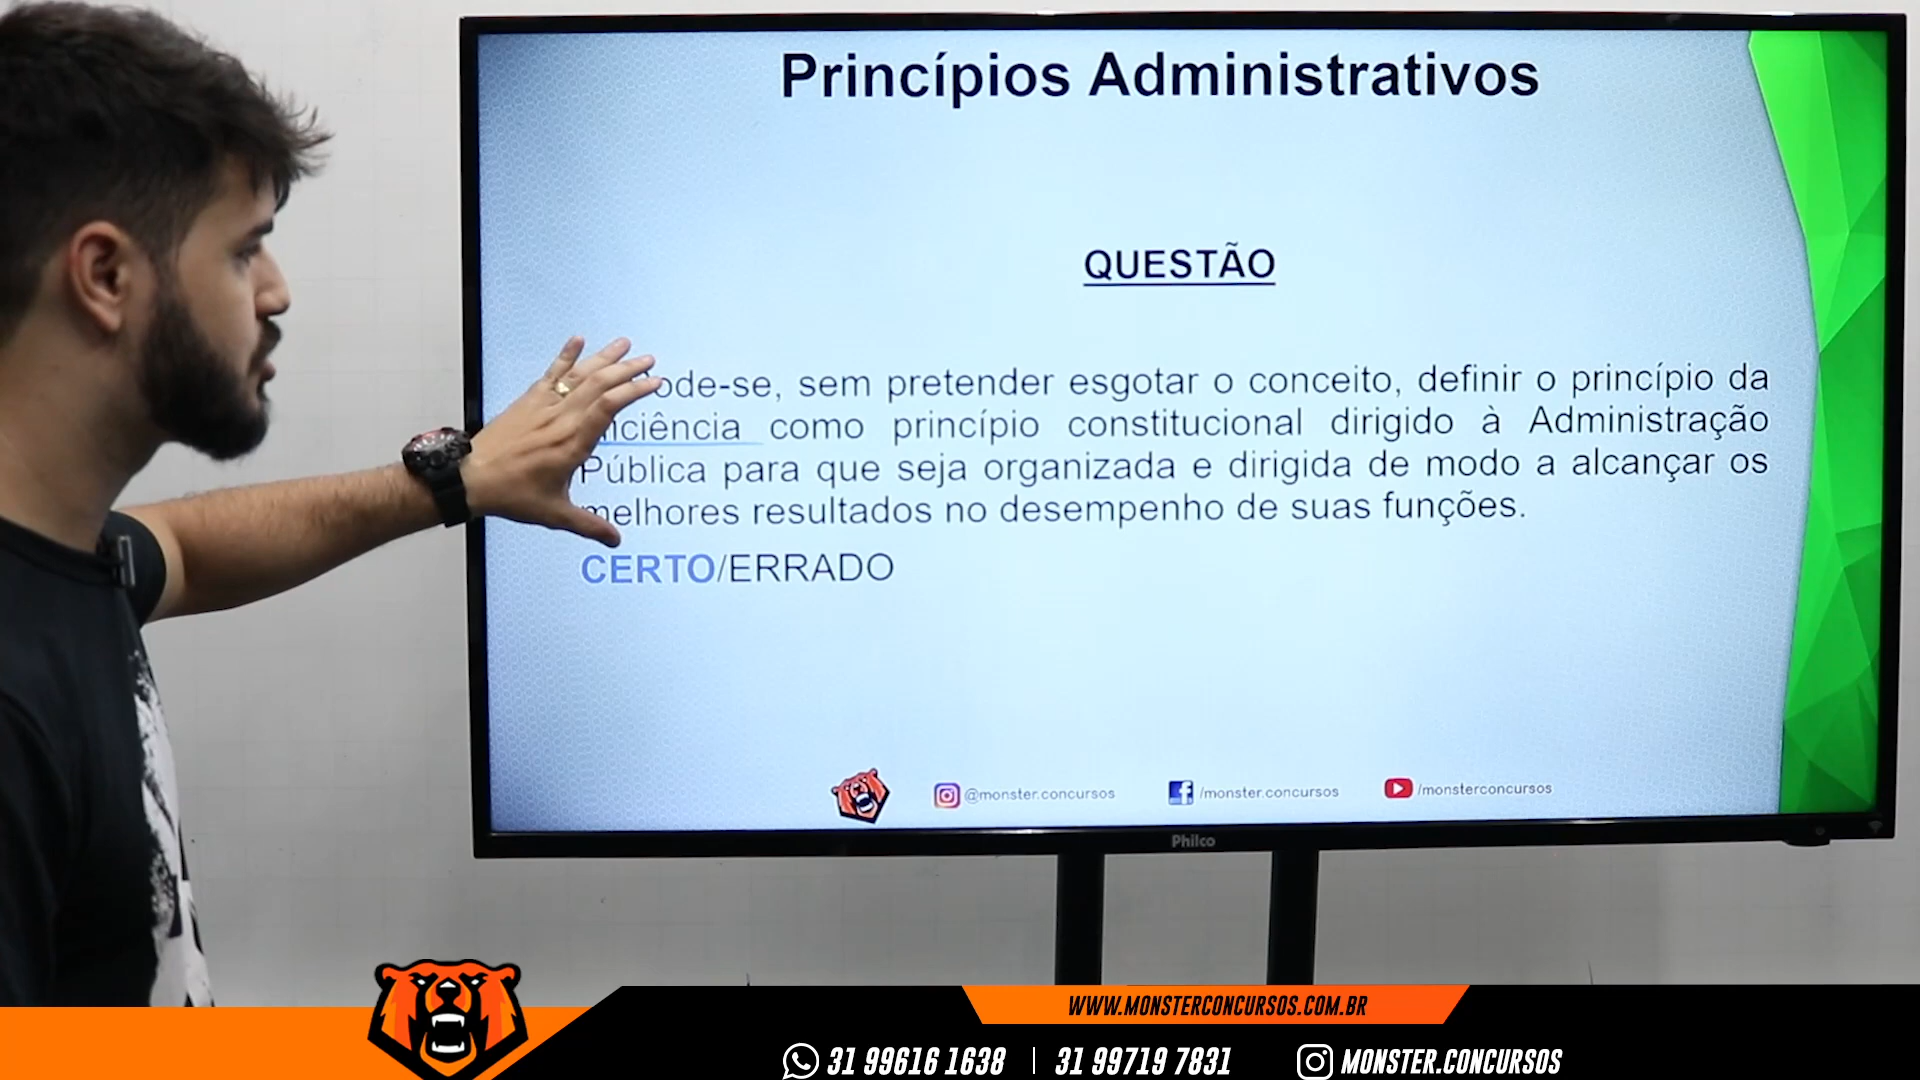 Princípios Administrativos
QUESTÃO
ode-se, sem pretender esgotar o conceito, definir o princípio da
como princípio constitucional dirigido à Administração
Pública para que seja organizada e dirigida de modo a alcançar os
melhores resultados no desempenho de suas funções.
CERTO/ERRADO
@monster.concursos
/monster.concursos
/monsterconcursos
Philco
WWW.MONSTERCONCURSOS.COM.BR
31 99616 1638 | 31 99719 7831 MONSTER.CONCURSOS